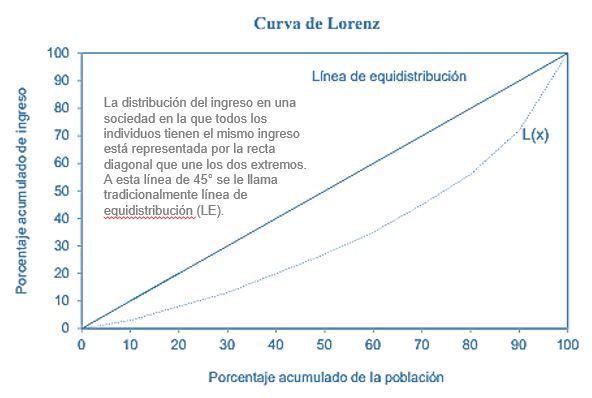 Curva de Lorenz
Porcentaje acumulado de ingreso
100
90
80
70
60
50
40
30
20
10
0
Línea de equidistribución
La distribución del ingreso en una
sociedad en la que todos los
individuos tienen el mismo ingreso
está representada por la recta
diagonal que une los dos extremos.
A esta línea de 45° se le llama
tradicionalmente línea de
equidistribución (LE).
L(x)
0 10 20 30 40 50 60 70 80 90 100
Porcentaje acumulado de la población